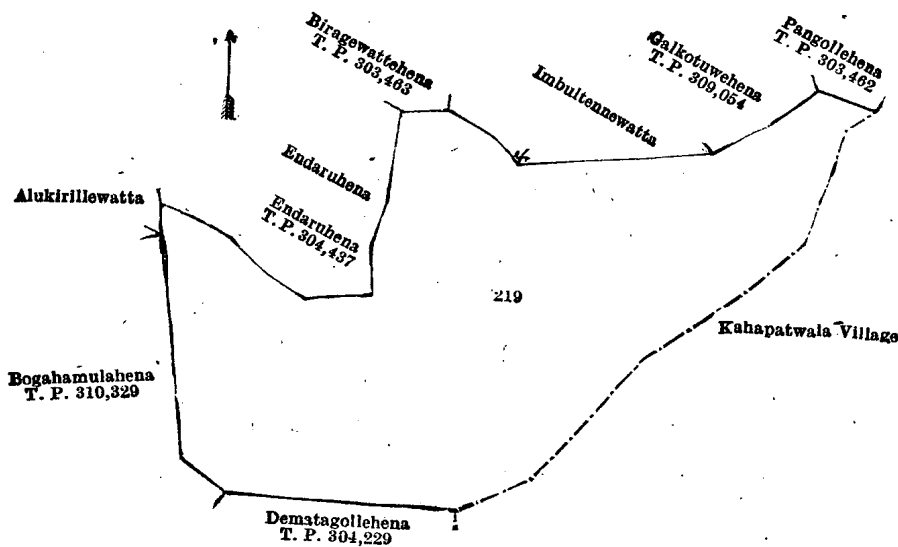 Biragewattehena
T. P. 303,463
Imbultennewatta
Galkotuwehena
T. P. 309,054
Pangollehena
T. P. 303,462
Endaruhena
Endaruhena
T. P. 304,437
Alukirillewatta
219
Kahapatwala Village
Bogahamulahena
T. P. 310,329
Dematagollehena
T. P. 304,229